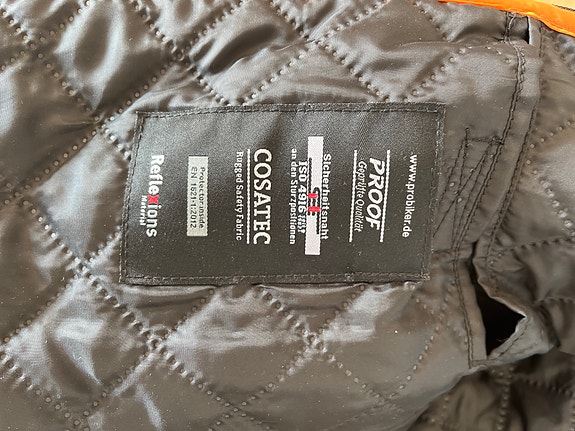 www.probiker.de
PROOF
Geprüfte Qualität
Sicherheitsnaht
ISO 4916
an den Sturzpositionen
COSATEC
Rugged Safety Fabric
Protector inside
EN 1621-1:2012
Reflexions